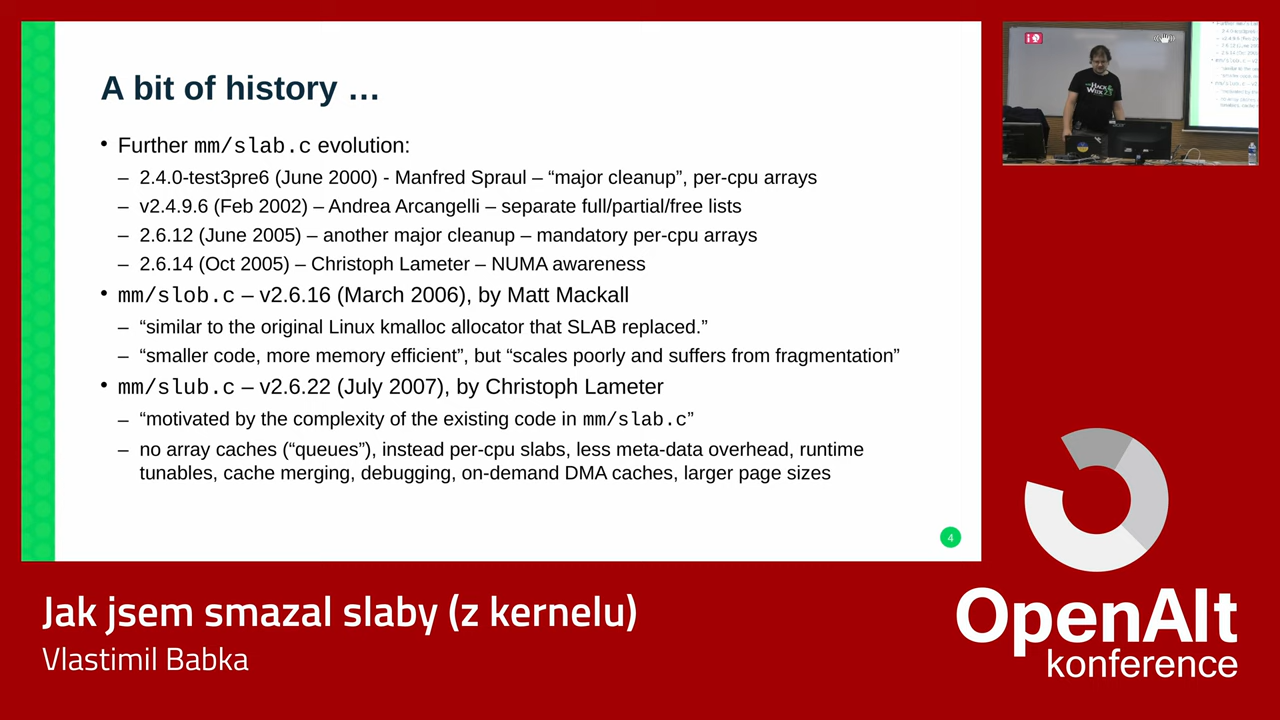 A bit of history …
• Further mm/slab.c evolution:
– 2.4.0-test3pre6 (June 2000) - Manfred Spraul – “major cleanup”, per-cpu arrays
– v2.4.9.6 (Feb 2002) – Andrea Arcangelli – separate full/partial/free lists
– 2.6.12 (June 2005) – another major cleanup – mandatory per-cpu arrays
– 2.6.14 (Oct 2005) – Christoph Lameter – NUMA awareness
• mm/slob.c – v2.6.16 (March 2006), by Matt Mackall
– “similar to the original Linux kmalloc allocator that SLAB replaced.”
– “smaller code, more memory efficient”, but “scales poorly and suffers from fragmentation”
• mm/slub.c – v2.6.22 (July 2007), by Christoph Lameter
– “motivated by the complexity of the existing code in mm/slab.c”
– no array caches (“queues”), instead per-cpu slabs, less meta-data overhead, runtime
tunables, cache merging, debugging, on-demand DMA caches, larger page sizes
4
HACK
WEEK
Jak jsem smazal slaby (z kernelu)
Vlastimil Babka
OpenAlt
konference